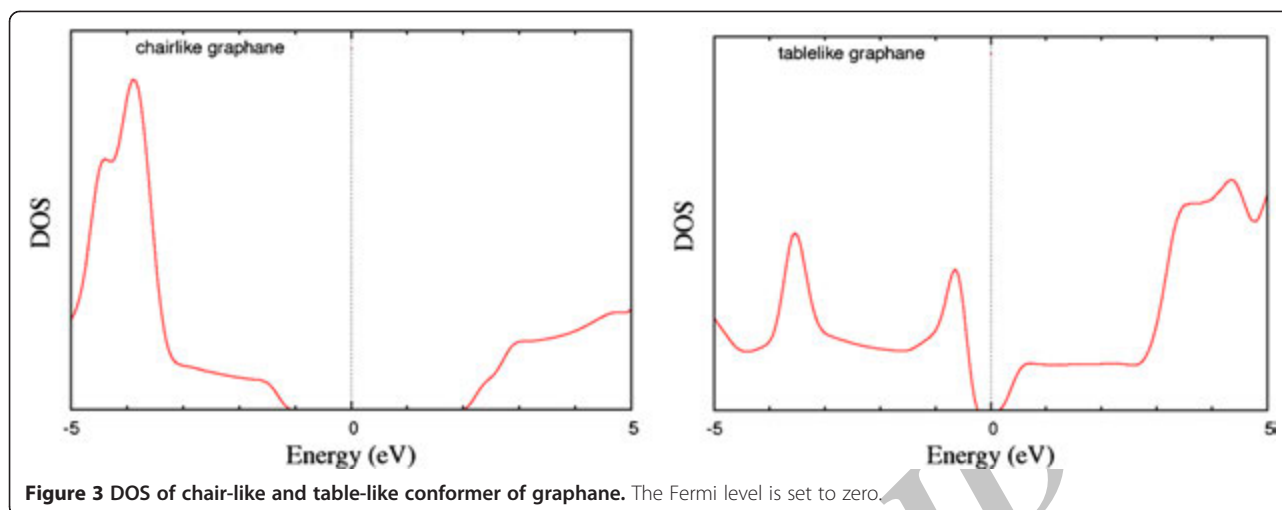 chairlike graphane
DOS
-5 0 5
Energy (eV)
tablelike graphane
DOS
-5 0 5
Energy (eV)
Figure 3 DOS of chair-like and table-like conformer of graphane. The Fermi level is set to zero.